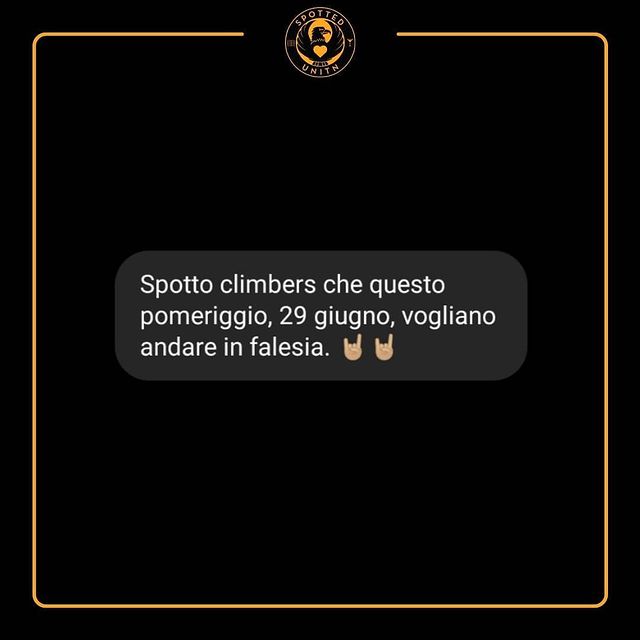 SPOTTED
UNITN
Spotto climbers che questo
pomeriggio, 29 giugno, vogliano
andare in falesia. 🤘🏼🤘🏼